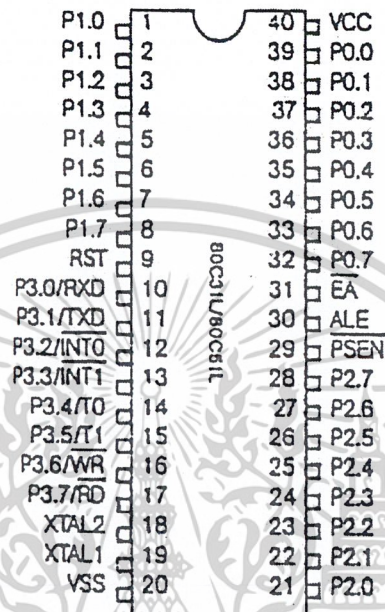 P1.0 1 40 VCC
P1.1 2 39 P0.0
P1.2 3 38 P0.1
P1.3 4 37 P0.2
P1.4 5 36 P0.3
P1.5 6 35 P0.4
P1.6 7 34 P0.5
P1.7 8 33 P0.6
RST 9 32 P0.7
P3.0/RXD 10 31 E̅A̅
P3.1/TXD 11 30 ALE
P3.2/I̅N̅T̅0̅ 12 29 P̅S̅E̅N̅
P3.3/I̅N̅T̅1̅ 13 28 P2.7
P3.4/T0 14 27 P2.6
P3.5/T1 15 26 P2.5
P3.6/W̅R̅ 16 25 P2.4
P3.7/R̅D̅ 17 24 P2.3
XTAL2 18 23 P2.2
XTAL1 19 22 P2.1
VSS 20 21 P2.0
80C31L/80C51L